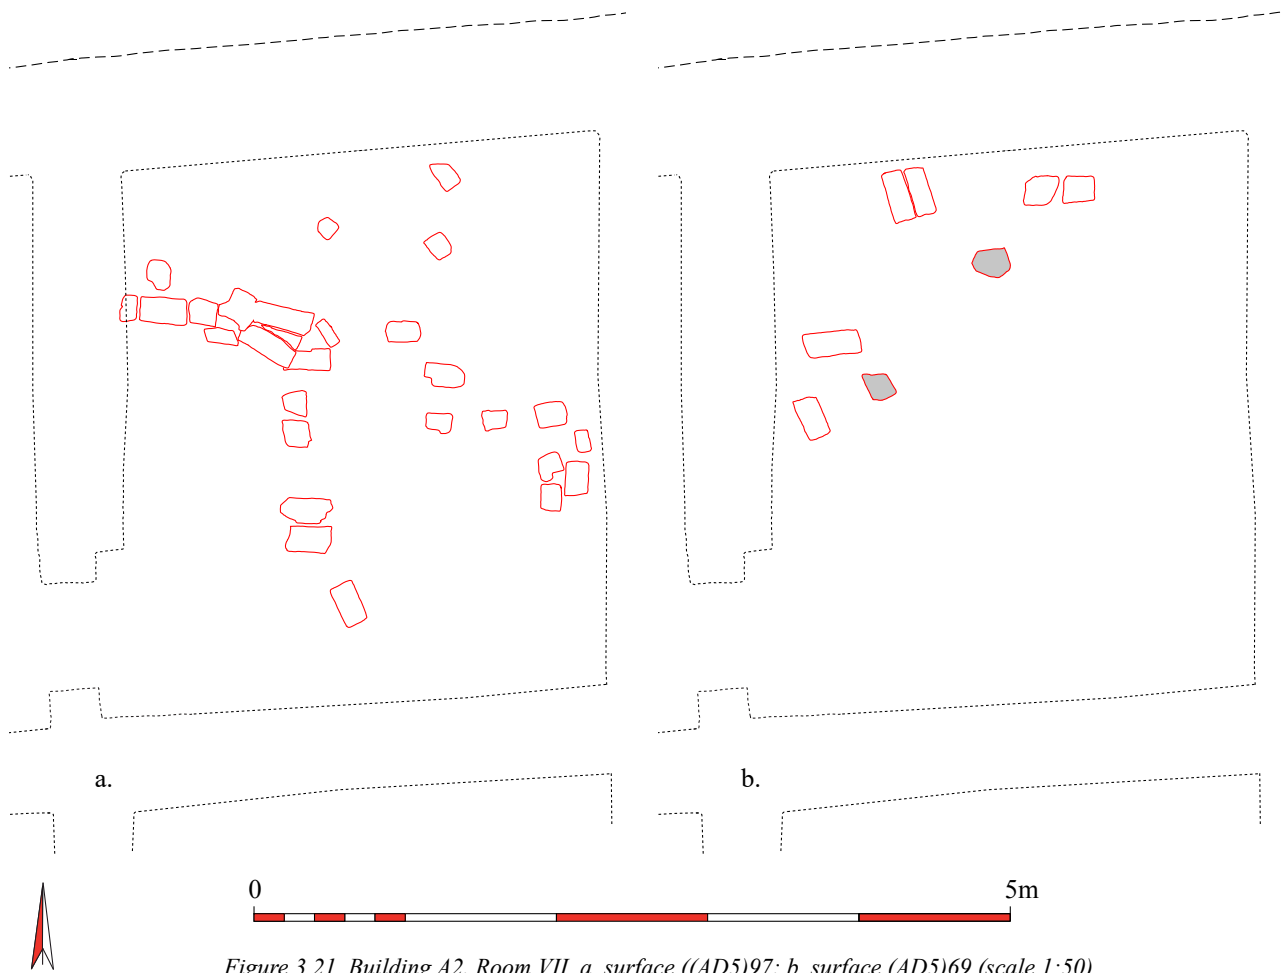 a.
b.
0
5m
Figure 3.21. Building A2, Room VII. a. surface ((AD5)97; b. surface (AD5)69 (scale 1:50)